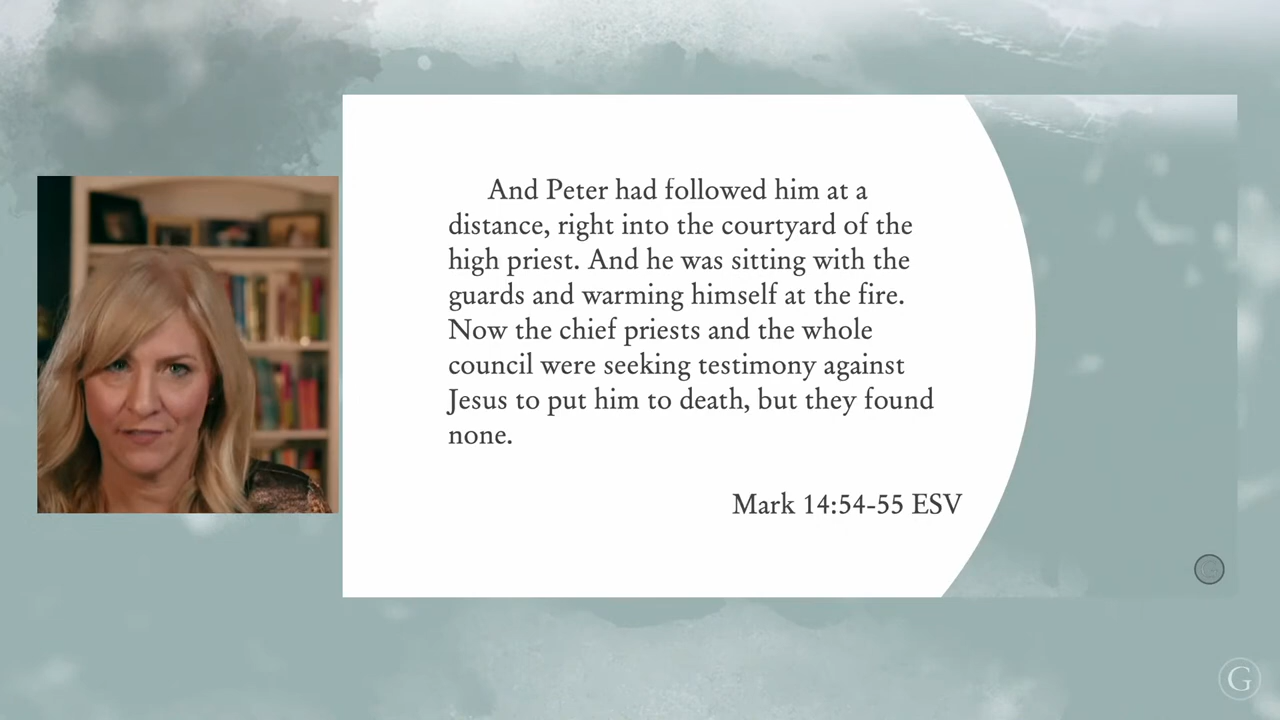 And Peter had followed him at a
distance, right into the courtyard of the
high priest. And he was sitting with the
guards and warming himself at the fire.
Now the chief priests and the whole
council were seeking testimony against
Jesus to put him to death, but they found
none.
Mark 14:54-55 ESV
G